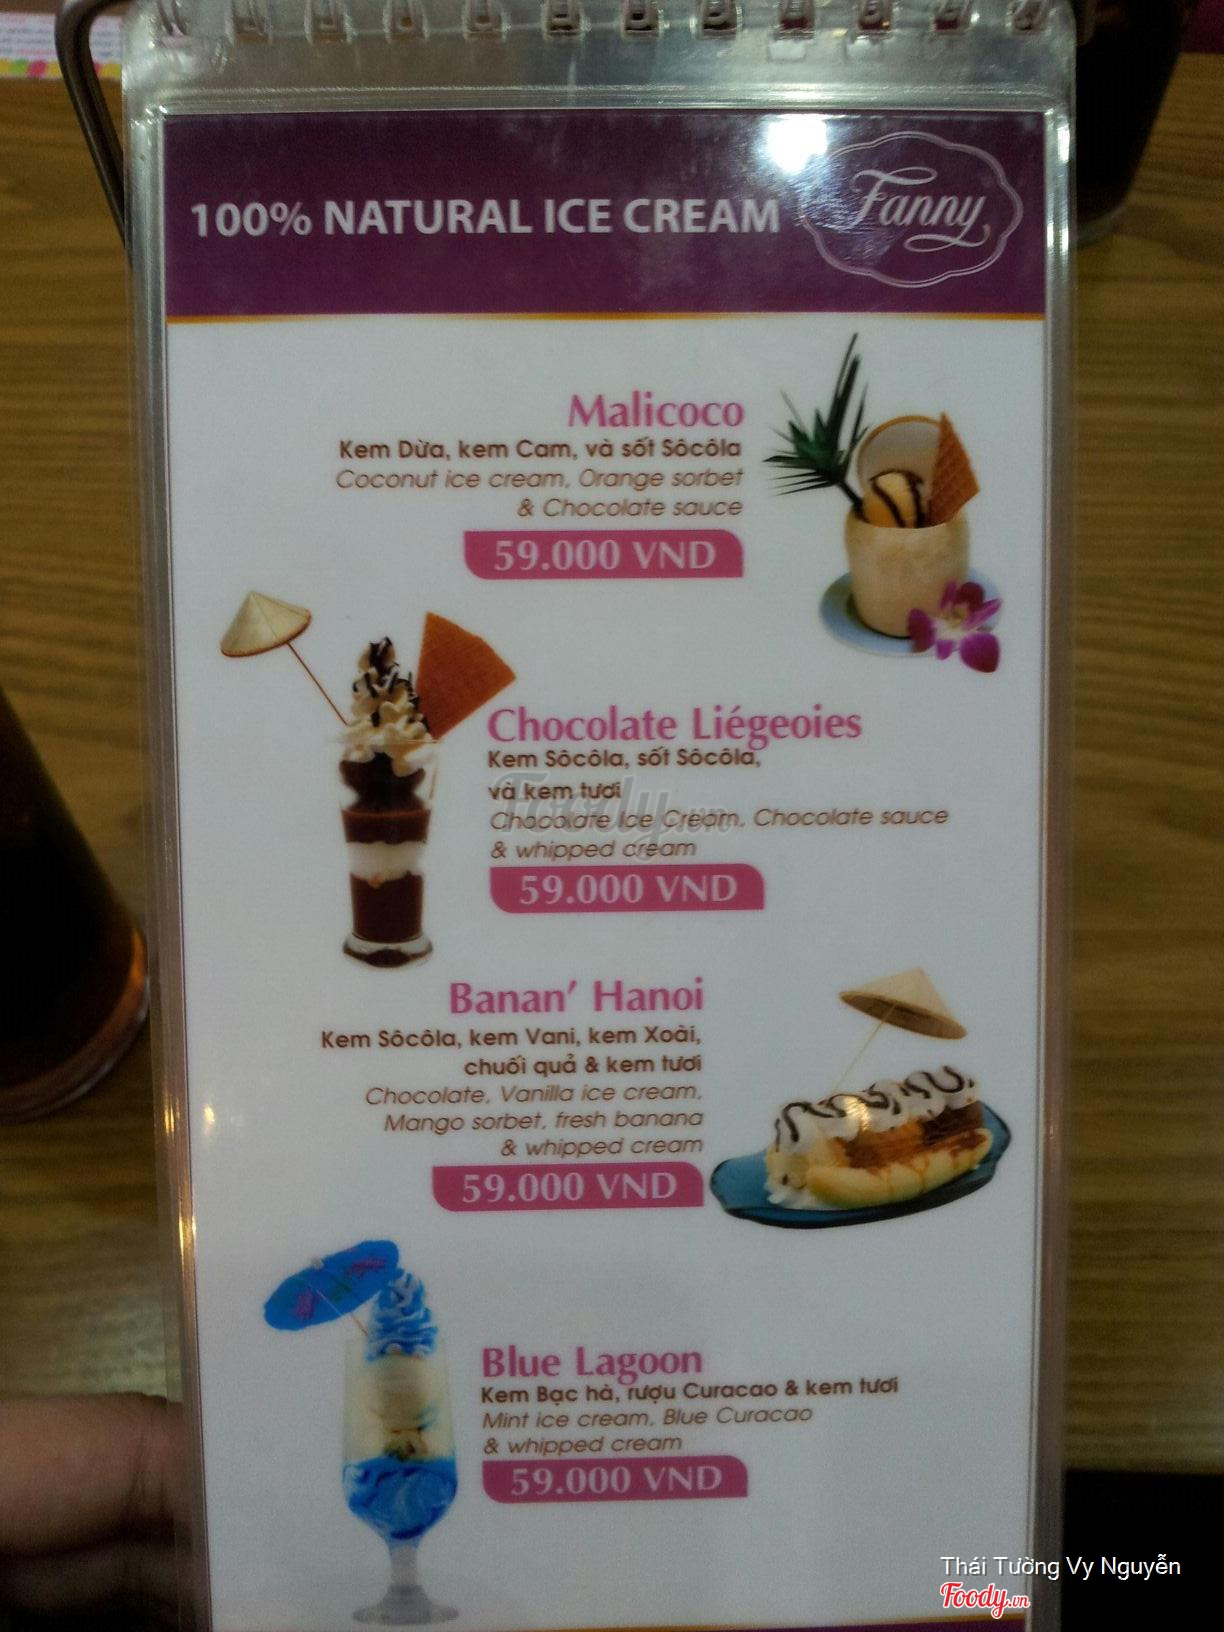 100% NATURAL ICE CREAM
Fanny
Malicoco
Kem Dừa, kem Cam, và sốt Sôcôla
Coconut ice cream, Orange sorbet
& Chocolate sauce
59.000 VND
Chocolate Liégeoies
Kem Sôcôla, sốt Sôcôla,
và kem tươi
Chocolate Ice Cream, Chocolate sauce
& whipped cream
59.000 VND
Foody.vn
Banan' Hanoi
Kem Sôcôla, kem Vani, kem Xoài,
chuối quả & kem tươi
Chocolate, Vanilla ice cream,
Mango sorbet, fresh banana
& whipped cream
59.000 VND
Blue Lagoon
Kem Bạc hà, rượu Curacao & kem tươi
Mint ice cream, Blue Curacao
& whipped cream
59.000 VND
Thái Tường Vy Nguyễn
Foody.vn